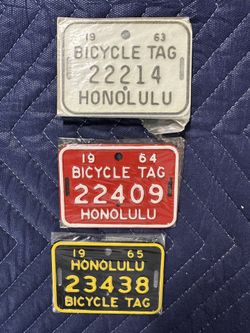 19 63
BICYCLE TAG
22214
HONOLULU
19 64
BICYCLE TAG
22409
HONOLULU
19 65
HONOLULU
23438
BICYCLE TAG